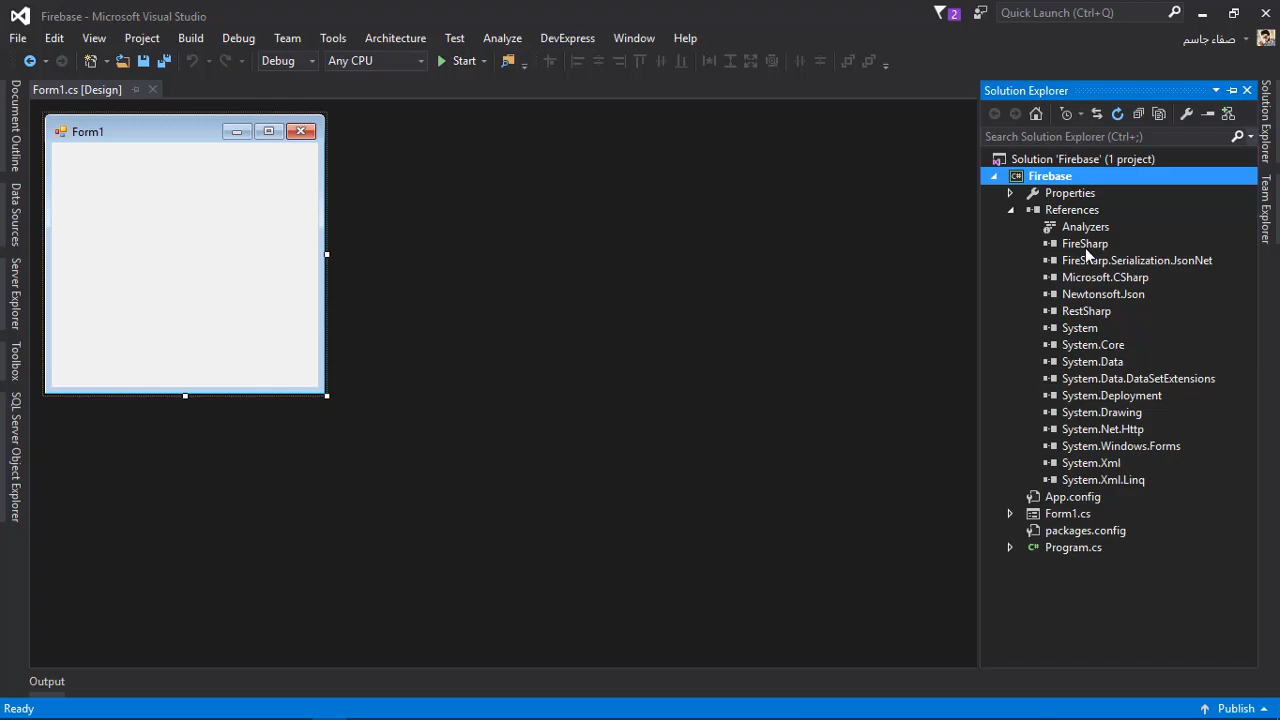 Firebase - Microsoft Visual Studio
2
Quick Launch (Ctrl+Q)
File Edit View Project Build Debug Team Tools Architecture Test Analyze DevExpress Window Help
صفاء جاسم
Debug Any CPU Start
Form1.cs [Design]
Form1
Document Outline
Data Sources
Server Explorer
Toolbox
SQL Server Object Explorer
Solution Explorer
Search Solution Explorer (Ctrl+;)
Solution 'Firebase' (1 project)
Firebase
Properties
References
Analyzers
FireSharp
FireSharp.Serialization.JsonNet
Microsoft.CSharp
Newtonsoft.Json
RestSharp
System
System.Core
System.Data
System.Data.DataSetExtensions
System.Deployment
System.Drawing
System.Net.Http
System.Windows.Forms
System.Xml
System.Xml.Linq
App.config
Form1.cs
packages.config
Program.cs
Solution Explorer
Team Explorer
Output
Ready
Publish